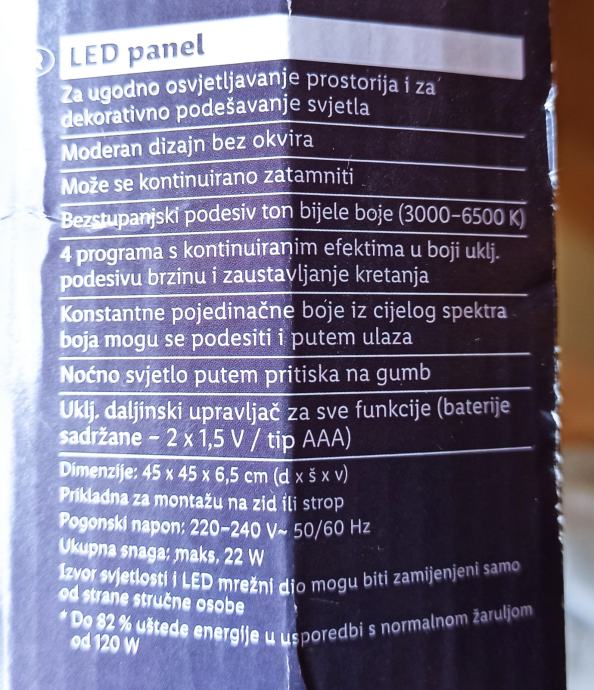 LED panel
Za ugodno osvjetljavanje prostorija i za
dekorativno podešavanje svjetla
Moderan dizajn bez okvira
Može se kontinuirano zatamniti
Bezstupanjski podesiv ton bijele boje (3000–6500 K)
4 programa s kontinuiranim efektima u boji uklj.
podesivu brzinu i zaustavljanje kretanja
Konstantne pojedinačne boje iz cijelog spektra
boja mogu se podesiti i putem ulaza
Noćno svjetlo putem pritiska na gumb
Uklj. daljinski upravljač za sve funkcije (baterije
sadržane – 2 x 1,5 V / tip AAA)
Dimenzije: 45 x 45 x 6,5 cm (d x š x v)
Prikladna za montažu na zid ili strop
Pogonski napon: 220–240 V~ 50/60 Hz
Ukupna snaga: maks. 22 W
Izvor svjetlosti i LED mrežni dio mogu biti zamijenjeni samo
od strane stručne osobe
* Do 82 % uštede energije u usporedbi s normalnom žaruljom
od 120 W